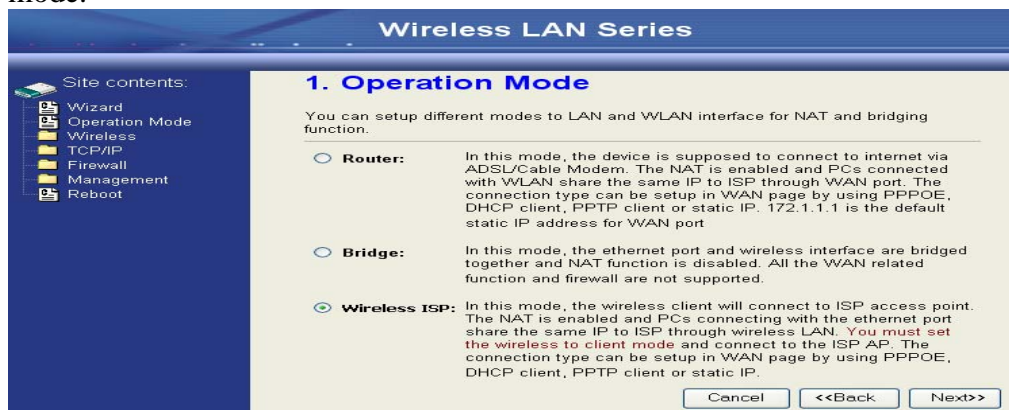 mode.
Wireless LAN Series
Site contents:
Wizard
Operation Mode
Wireless
TCP/IP
Firewall
Management
Reboot
1. Operation Mode
You can setup different modes to LAN and WLAN interface for NAT and bridging
function.
Router: In this mode, the device is supposed to connect to internet via
ADSL/Cable Modem. The NAT is enabled and PCs connected
with WLAN share the same IP to ISP through WAN port. The
connection type can be setup in WAN page by using PPPOE,
DHCP client, PPTP client or static IP. 172.1.1.1 is the default
static IP address for WAN port
Bridge: In this mode, the ethernet port and wireless interface are bridged
together and NAT function is disabled. All the WAN related
function and firewall are not supported.
Wireless ISP: In this mode, the wireless client will connect to ISP access point.
The NAT is enabled and PCs connecting with the ethernet port
share the same IP to ISP through wireless LAN. You must set
the wireless to client mode and connect to the ISP AP. The
connection type can be setup in WAN page by using PPPOE,
DHCP client, PPTP client or static IP.
Cancel <<Back Next>>